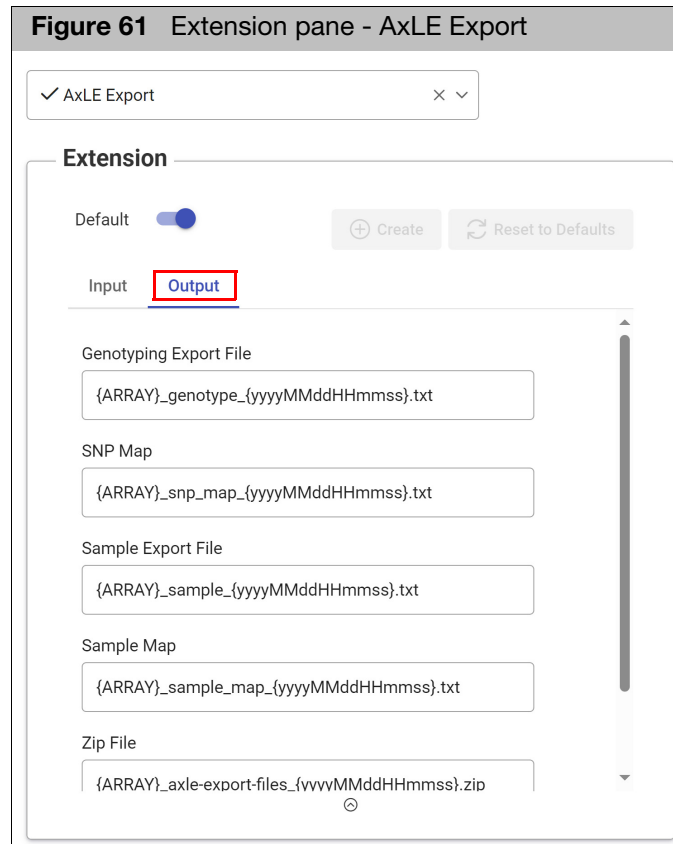 Figure 61 Extension pane - AxLE Export
AxLE Export
Extension
Default
Create
Reset to Defaults
Input
Output
Genotyping Export File
{ARRAY}_genotype_{yyyyMMddHHmmss}.txt
SNP Map
{ARRAY}_snp_map_{yyyyMMddHHmmss}.txt
Sample Export File
{ARRAY}_sample_{yyyyMMddHHmmss}.txt
Sample Map
{ARRAY}_sample_map_{yyyyMMddHHmmss}.txt
Zip File
{ARRAY}_axle-export-files_{yyyyMMddHHmmss}.zip